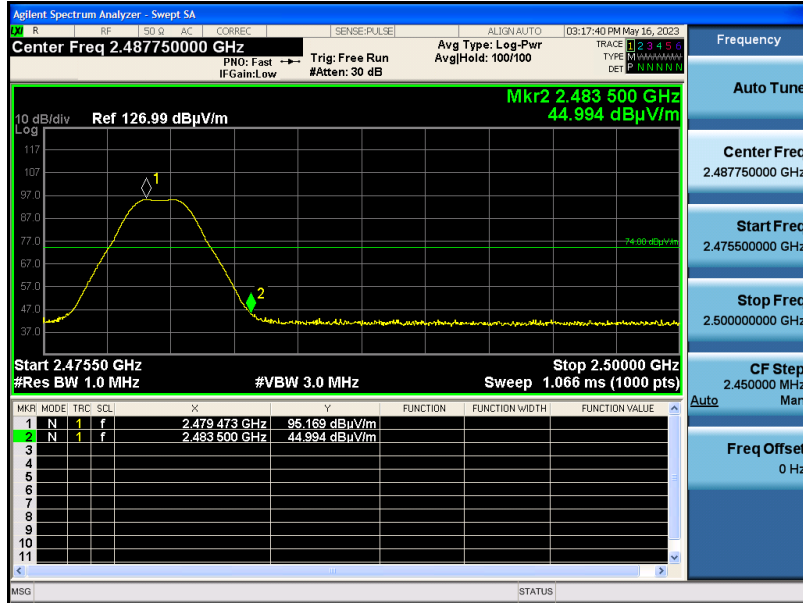 Agilent Spectrum Analyzer - Swept SA
LXI R RF 50 Ω AC CORREC SENSE:PULSE ALIGN AUTO 03:17:40 PM May 16, 2023
Center Freq 2.487750000 GHz
PNO: Fast
IFGain:Low
Trig: Free Run
#Atten: 30 dB
Avg Type: Log-Pwr
Avg|Hold: 100/100
TRACE 1 2 3 4 5 6
TYPE M
DET P N N N N N
Mkr2 2.483 500 GHz
44.994 dBµV/m
10 dB/div Ref 126.99 dBµV/m
Log
117
107
97.0
87.0
77.0
67.0
57.0
47.0
37.0
1
2
74.00 dBµV/m
Start 2.47550 GHz Stop 2.50000 GHz
#Res BW 1.0 MHz #VBW 3.0 MHz Sweep 1.066 ms (1000 pts)
MKR MODE TRC SCL X Y FUNCTION FUNCTION WIDTH FUNCTION VALUE
1 N 1 f 2.479 473 GHz 95.169 dBµV/m
2 N 1 f 2.483 500 GHz 44.994 dBµV/m
3
4
5
6
7
8
9
10
11
MSG STATUS
Frequency
Auto Tune
Center Freq
2.487750000 GHz
Start Freq
2.475500000 GHz
Stop Freq
2.500000000 GHz
CF Step
2.450000 MHz
Auto Man
Freq Offset
0 Hz